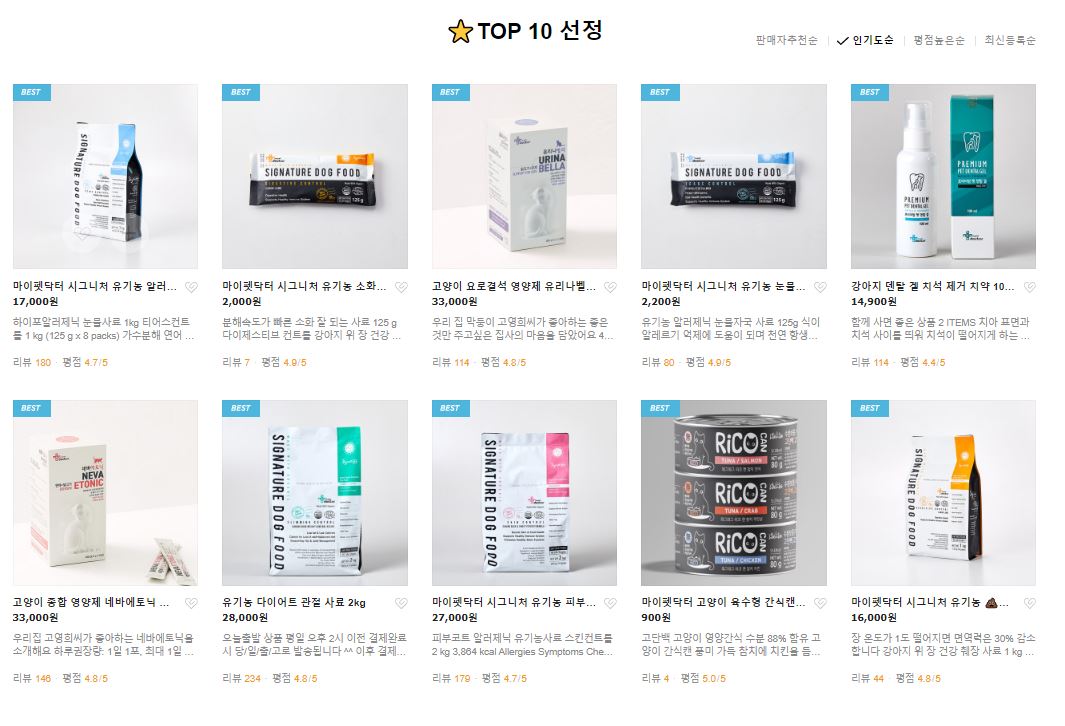 ⭐TOP 10 선정
판매자추천순
인기도순
평점높은순
최신등록순
BEST
SIGNATURE DOG FOOD
마이펫닥터 시그니처 유기농 알러...
17,000원
하이포알러제닉 눈물사료 1kg 티어스컨트
롤 1 kg (125 g x 8 packs) 가수분해 연어 ...
리뷰 180 · 평점 4.7/5
BEST
SIGNATURE DOG FOOD
DIGESTIVE CONTROL
125 g
마이펫닥터 시그니처 유기농 소화...
2,000원
분해속도가 빠른 소화 잘 되는 사료 125 g
다이제스티브 컨트롤 강아지 위 장 건강 ...
리뷰 7 · 평점 4.9/5
BEST
유리나벨라
URINA
BELLA
고양이 요로결석 영양제 유리나벨...
33,000원
우리 집 막둥이 고영희씨가 좋아하는 좋은
것만 주고싶은 집사의 마음을 담았어요 4...
리뷰 114 · 평점 4.8/5
BEST
SIGNATURE DOG FOOD
TEARS CONTROL
125 g
마이펫닥터 시그니처 유기농 눈물...
2,200원
유기농 알러제닉 눈물자국 사료 125g 식이
알레르기 억제에 도움이 되며 천연 항생...
리뷰 80 · 평점 4.9/5
BEST
PREMIUM
PET DENTAL GEL
PREMIUM
PET DENTAL GEL
강아지 덴탈 겔 치석 제거 치약 10...
14,900원
함께 사면 좋은 상품 2 ITEMS 치아 표면과
치석 사이를 띄워 치석이 떨어지게 하는 ...
리뷰 114 · 평점 4.4/5
BEST
네바에토닉
NEVA
ETONIC
고양이 종합 영양제 네바에토닉 ...
33,000원
우리집 고영희씨가 좋아하는 네바에토닉을
소개해요 하루권장량: 1일 1포, 최대 1일 ...
리뷰 146 · 평점 4.8/5
BEST
SIGNATURE DOG FOOD
SLIMMING CONTROL
유기농 다이어트 관절 사료 2kg
28,000원
오늘출발 상품 평일 오후 2시 이전 결제완료
시 당/일/출/고로 발송됩니다 ^^ 이후 결제...
리뷰 234 · 평점 4.8/5
BEST
SIGNATURE DOG FOOD
SKIN CONTROL
마이펫닥터 시그니처 유기농 피부...
27,000원
피부코트 알러제닉 유기농사료 스킨컨트롤
2 kg 3,864 kcal Allergies Symptoms Che...
리뷰 179 · 평점 4.7/5
BEST
RiCO CAN
TUNA / SALMON
80 g
RiCO CAN
TUNA / CRAB
80 g
RiCO CAN
TUNA / CHICKEN
80 g
마이펫닥터 고양이 육수형 간식캔...
900원
고단백 고양이 영양간식 수분 88% 함유 고
양이 간식캔 풍미 가득 참치에 치킨을 듬...
리뷰 4 · 평점 5.0/5
BEST
SIGNATURE DOG FOOD
마이펫닥터 시그니처 유기농 💩...
16,000원
장 온도가 1도 떨어지면 면역력은 30% 감소
합니다 강아지 위 장 건강 췌장 사료 1 kg ...
리뷰 44 · 평점 4.8/5